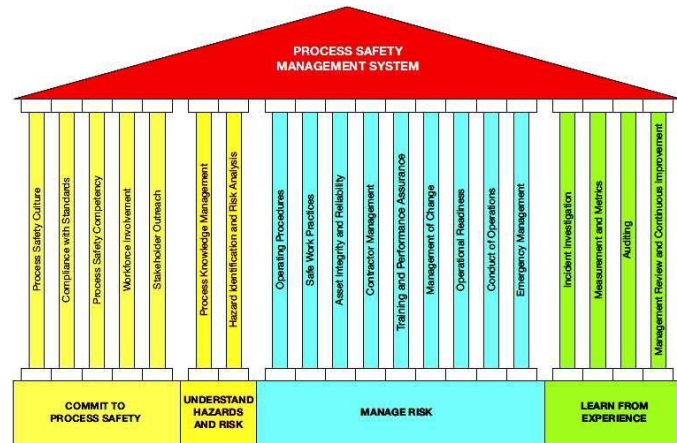 PROCESS SAFETY
MANAGEMENT SYSTEM
Process Safety Culture
Compliance with Standards
Process Safety Competency
Workforce Involvement
Stakeholder Outreach
Process Knowledge Management
Hazard Identification and Risk Analysis
Operating Procedures
Safe Work Practices
Asset Integrity and Reliability
Contractor Management
Training and Performance Assurance
Management of Change
Operational Readiness
Conduct of Operations
Emergency Management
Incident Investigation
Measurement and Metrics
Auditing
Management Review and Continuous Improvement
COMMIT TO
PROCESS SAFETY
UNDERSTAND
HAZARDS
AND RISK
MANAGE RISK
LEARN FROM
EXPERIENCE